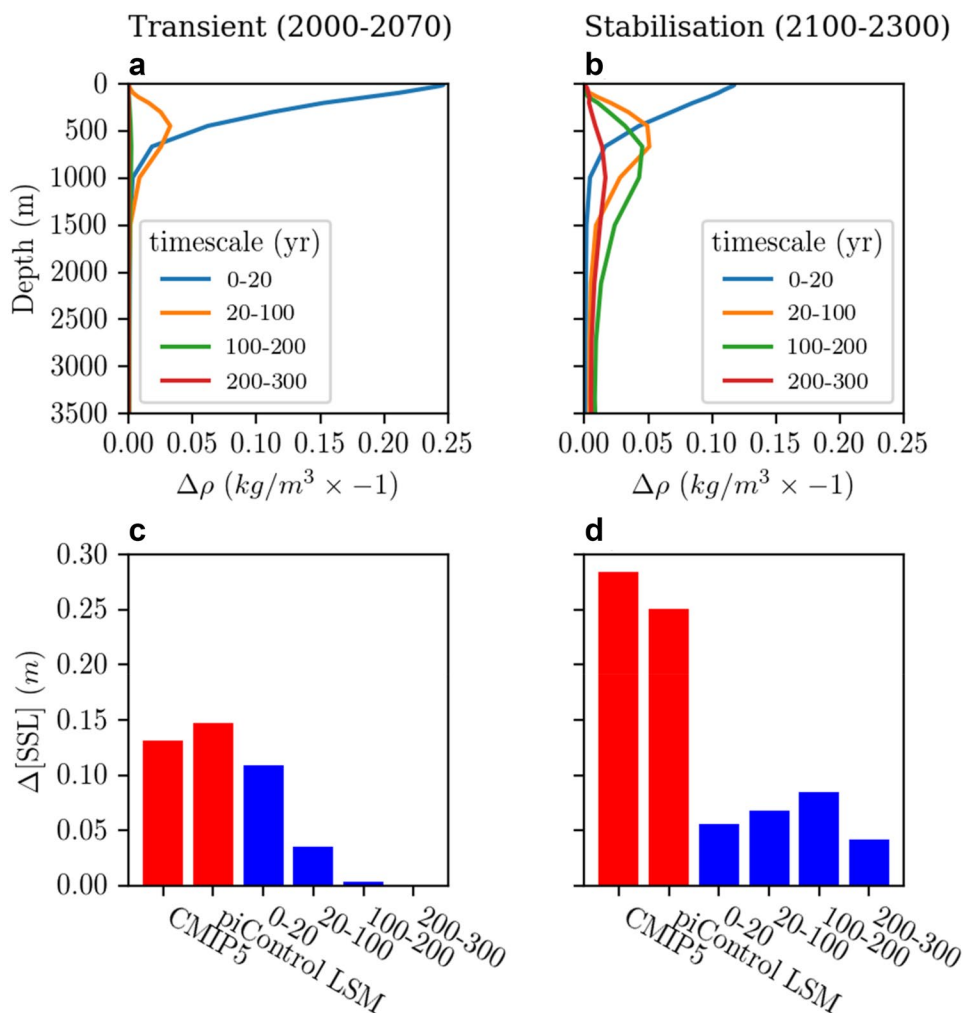 Transient (2000-2070)
Stabilisation (2100-2300)
a
b
0
500
1000
1500
2000
2500
3000
3500
Depth (m)
timescale (yr)
0-20
20-100
100-200
200-300
timescale (yr)
0-20
20-100
100-200
200-300
0.00 0.05 0.10 0.15 0.20 0.25
0.00 0.05 0.10 0.15 0.20 0.25
Δρ (kg/m³ × −1)
Δρ (kg/m³ × −1)
c
d
0.30
0.25
0.20
0.15
0.10
0.05
0.00
Δ[SSL] (m)
CMIP5
piControl LSM
0-20
20-100
100-200
200-300
CMIP5
piControl LSM
0-20
20-100
100-200
200-300